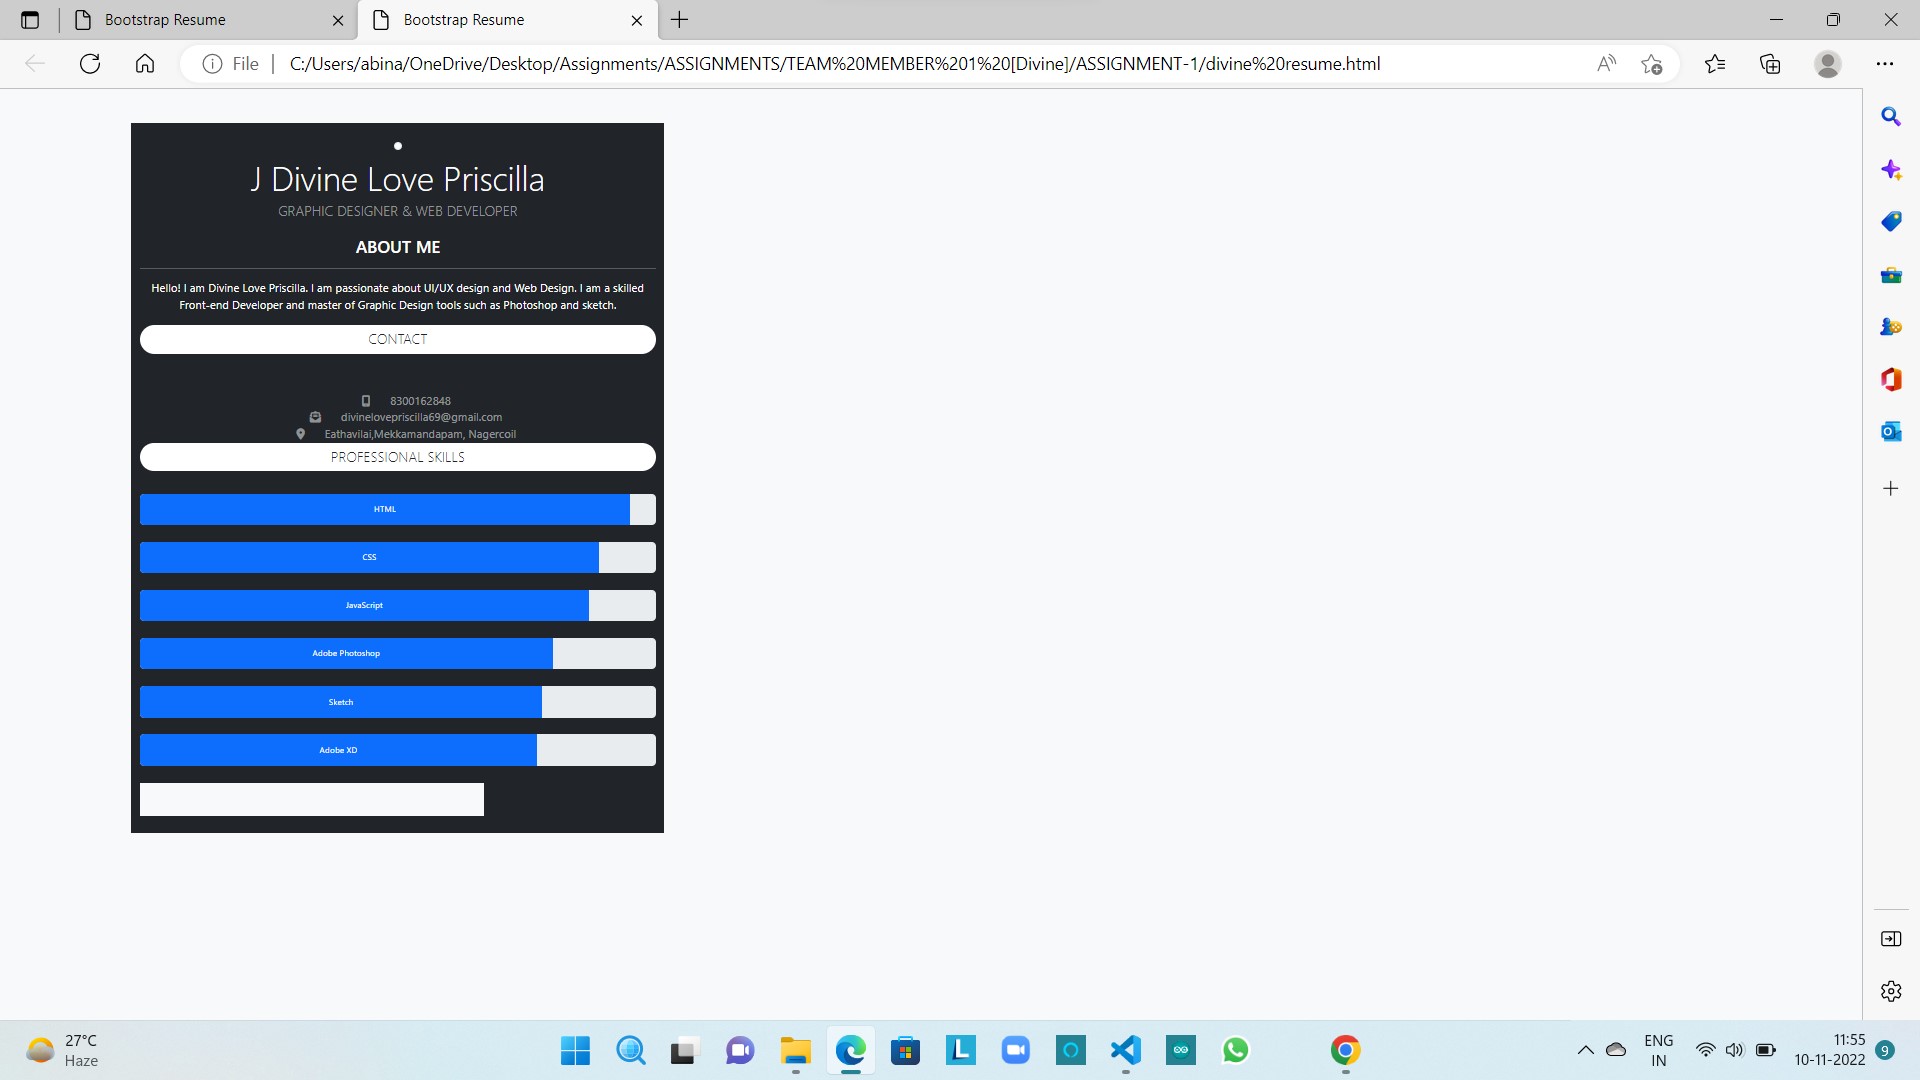 Bootstrap Resume
Bootstrap Resume
File
C:/Users/abina/OneDrive/Desktop/Assignments/ASSIGNMENTS/TEAM%20MEMBER%201%20[Divine]/ASSIGNMENT-1/divine%20resume.html
J Divine Love Priscilla
GRAPHIC DESIGNER & WEB DEVELOPER
ABOUT ME
Hello! I am Divine Love Priscilla. I am passionate about UI/UX design and Web Design. I am a skilled
Front-end Developer and master of Graphic Design tools such as Photoshop and sketch.
CONTACT
8300162848
divinelovepriscilla69@gmail.com
Eathavilai,Mekkamandapam, Nagercoil
PROFESSIONAL SKILLS
HTML
CSS
JavaScript
Adobe Photoshop
Sketch
Adobe XD
27°C
Haze
ENG
IN
11:55
10-11-2022
9